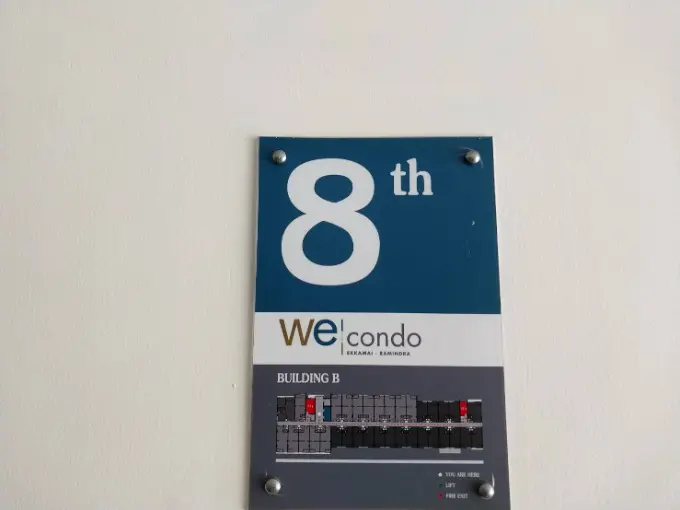 8th
we condo
EKKAMAI - RAMINDRA
BUILDING B
YOU ARE HERE
LIFT
FIRE EXIT